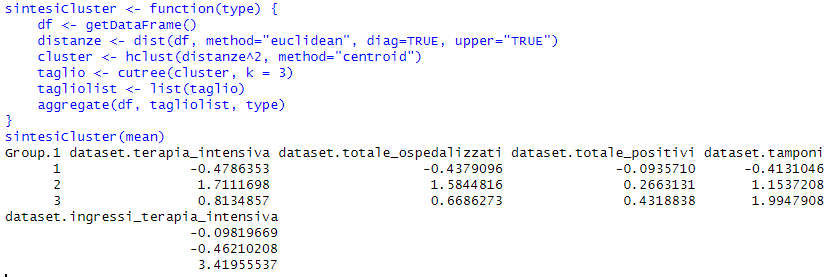 sintesiCluster <- function(type) {
    df <- getDataFrame()
    distanze <- dist(df, method="euclidean", diag=TRUE, upper="TRUE")
    cluster <- hclust(distanze^2, method="centroid")
    taglio <- cutree(cluster, k = 3)
    tagliolist <- list(taglio)
    aggregate(df, tagliolist, type)
}
sintesiCluster(mean)
Group.1 dataset.terapia_intensiva dataset.totale_ospedalizzati dataset.totale_positivi dataset.tamponi
1 -0.4786353 -0.4379096 -0.0935710 -0.4131046
2 1.7111698 1.5844816 0.2663131 1.1537208
3 0.8134857 0.6686273 0.4318838 1.9947908
dataset.ingressi_terapia_intensiva
-0.09819669
-0.46210208
3.41955537